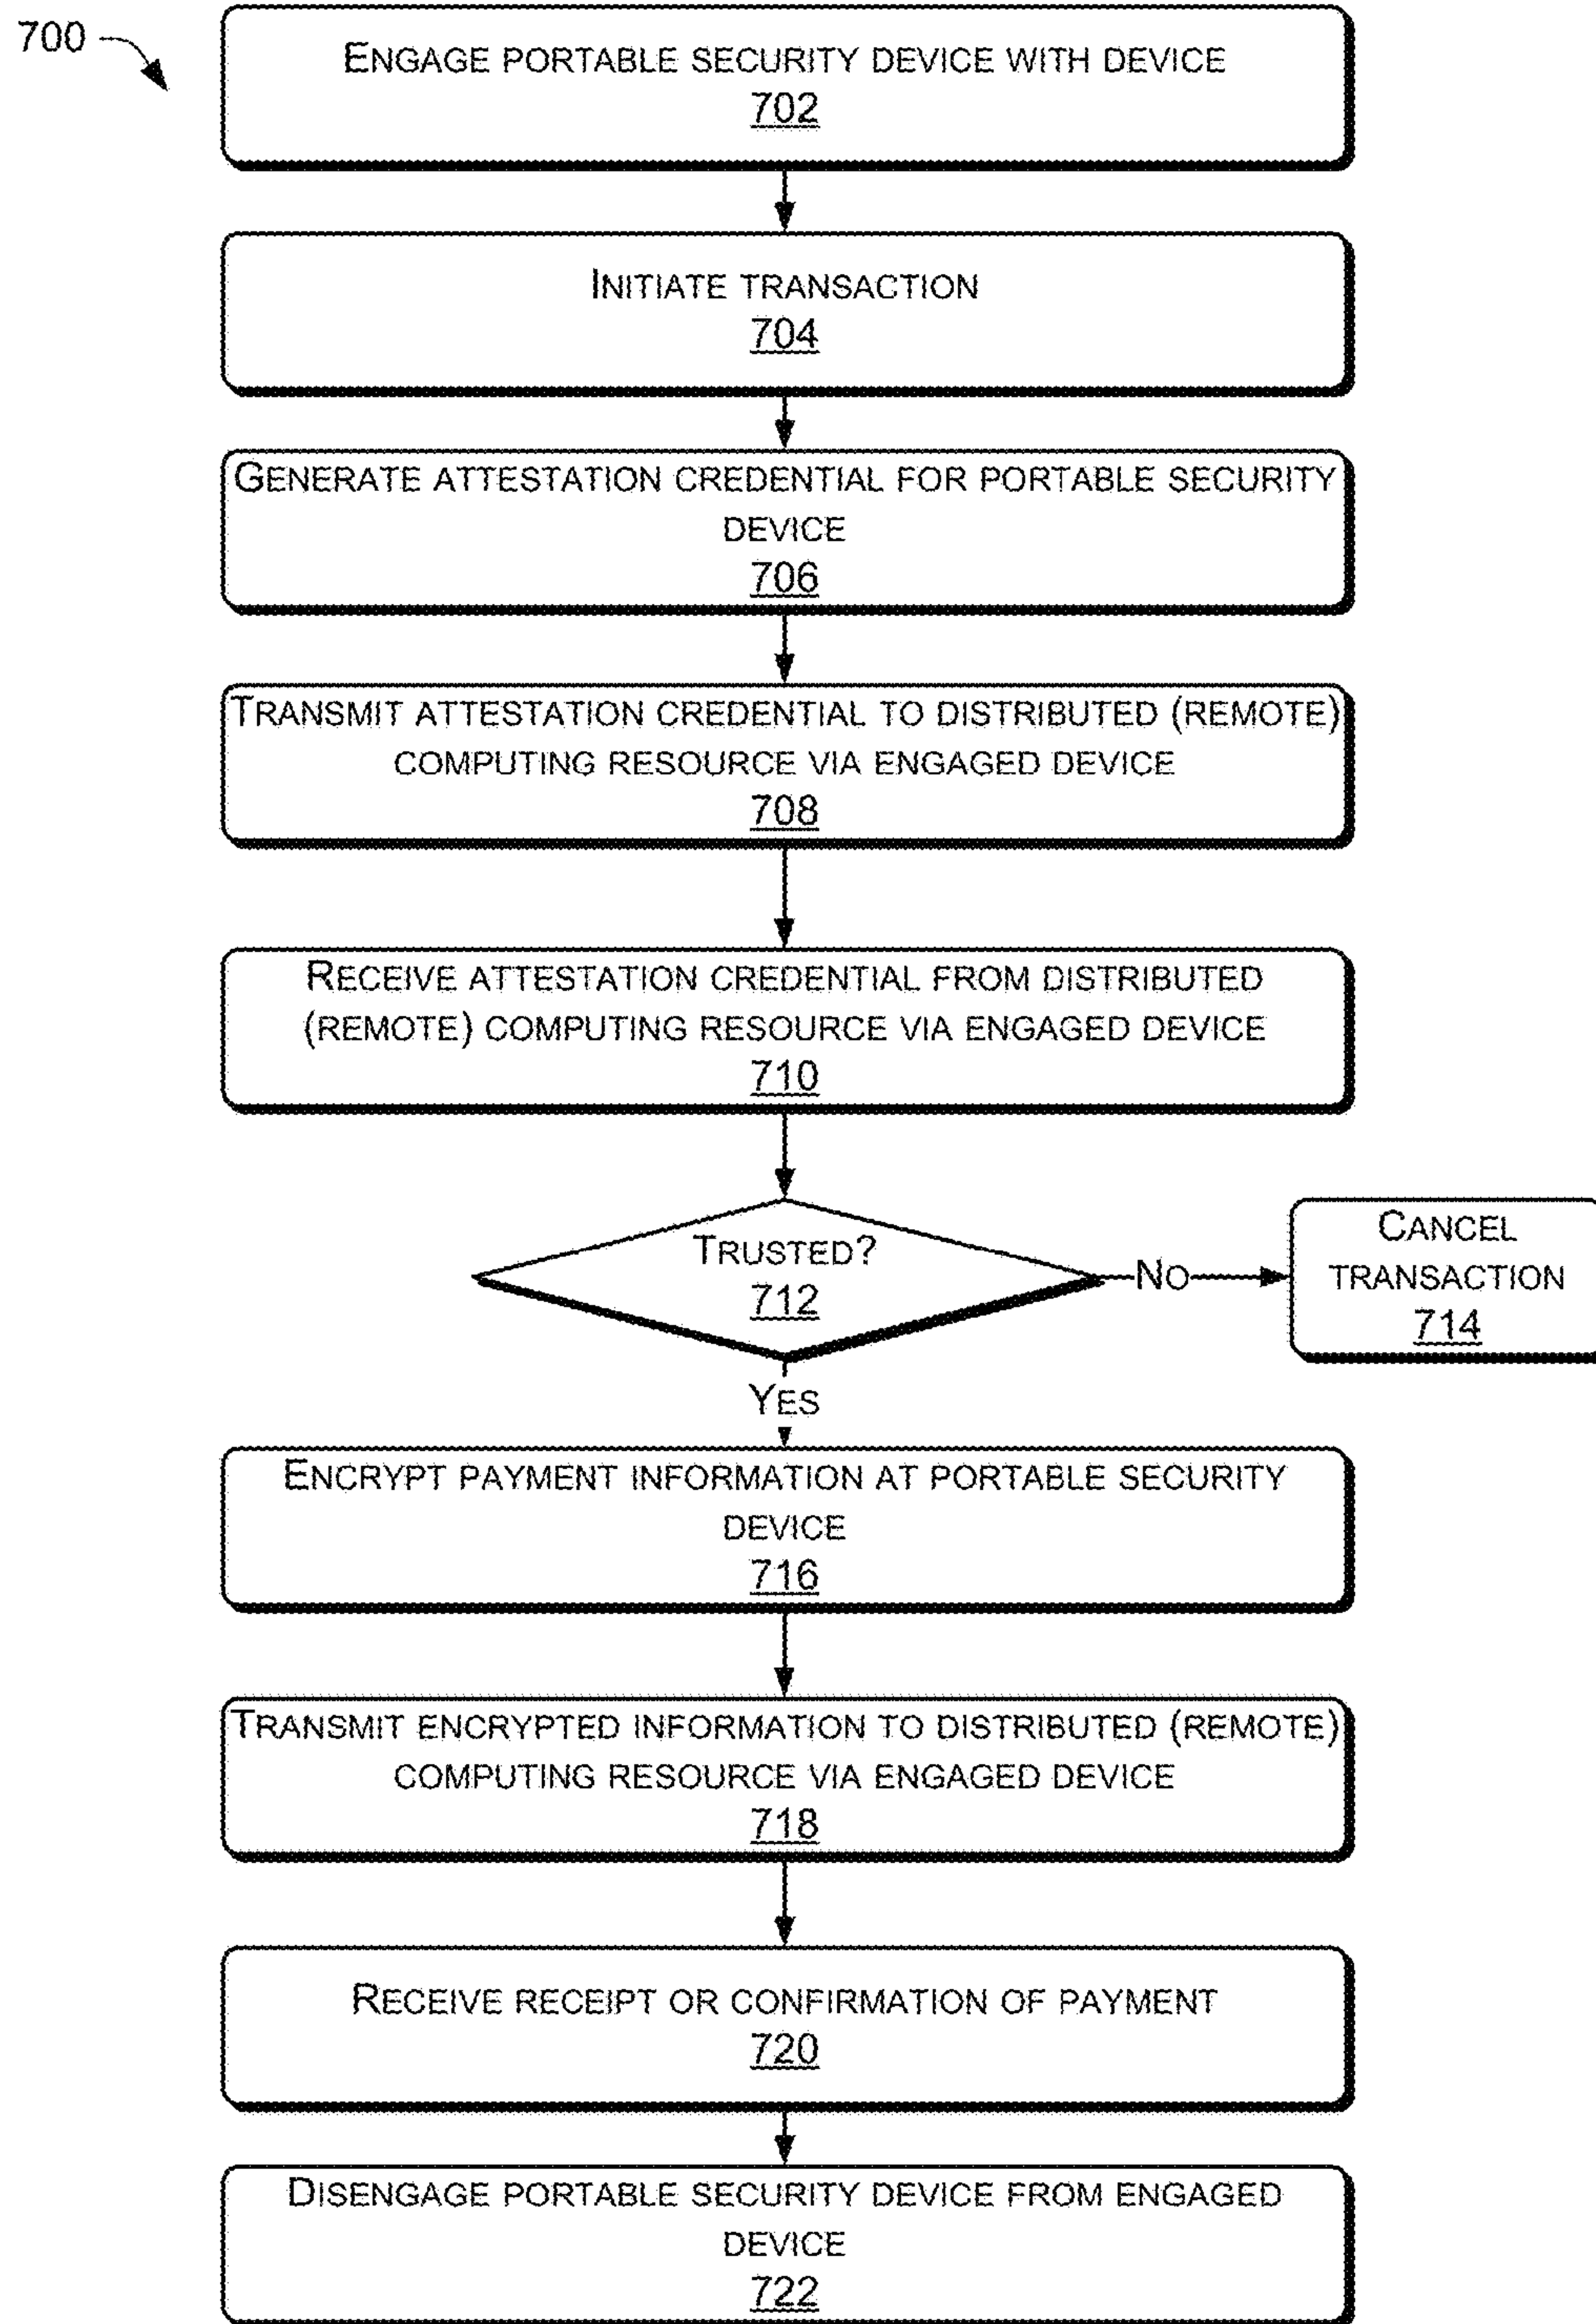 700
ENGAGE PORTABLE SECURITY DEVICE WITH DEVICE
702
INITIATE TRANSACTION
704
GENERATE ATTESTATION CREDENTIAL FOR PORTABLE SECURITY
DEVICE
706
TRANSMIT ATTESTATION CREDENTIAL TO DISTRIBUTED (REMOTE)
COMPUTING RESOURCE VIA ENGAGED DEVICE
708
RECEIVE ATTESTATION CREDENTIAL FROM DISTRIBUTED
(REMOTE) COMPUTING RESOURCE VIA ENGAGED DEVICE
710
TRUSTED?
712
NO
CANCEL
TRANSACTION
714
YES
ENCRYPT PAYMENT INFORMATION AT PORTABLE SECURITY
DEVICE
716
TRANSMIT ENCRYPTED INFORMATION TO DISTRIBUTED (REMOTE)
COMPUTING RESOURCE VIA ENGAGED DEVICE
718
RECEIVE RECEIPT OR CONFIRMATION OF PAYMENT
720
DISENGAGE PORTABLE SECURITY DEVICE FROM ENGAGED
DEVICE
722